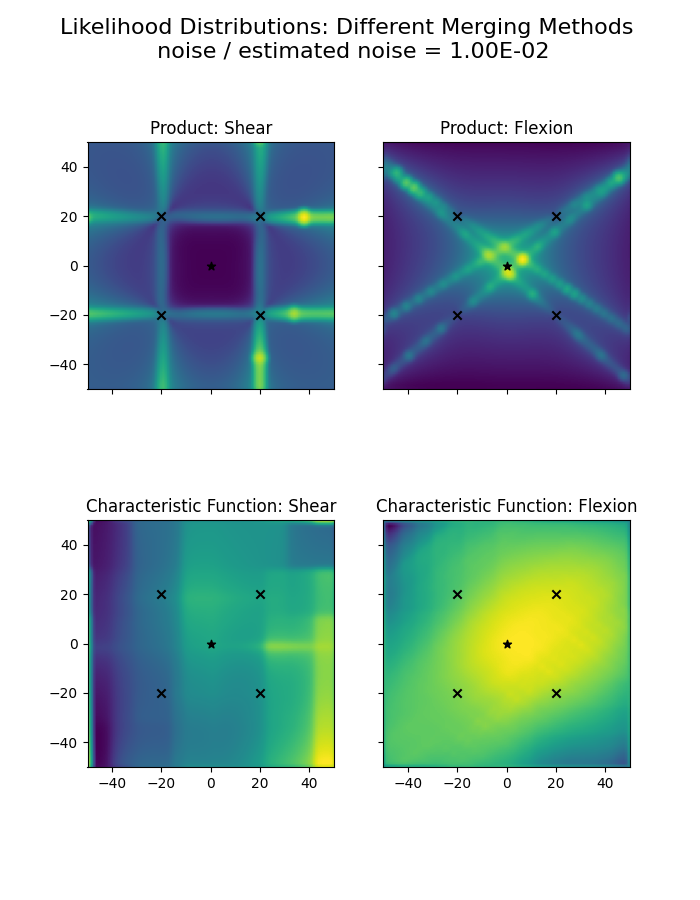 Likelihood Distributions: Different Merging Methods
noise / estimated noise = 1.00E-02
Product: Shear
Product: Flexion
40
20
0
−20
−40
Characteristic Function: Shear
Characteristic Function: Flexion
40
20
0
−20
−40
−40 −20 0 20 40
−40 −20 0 20 40